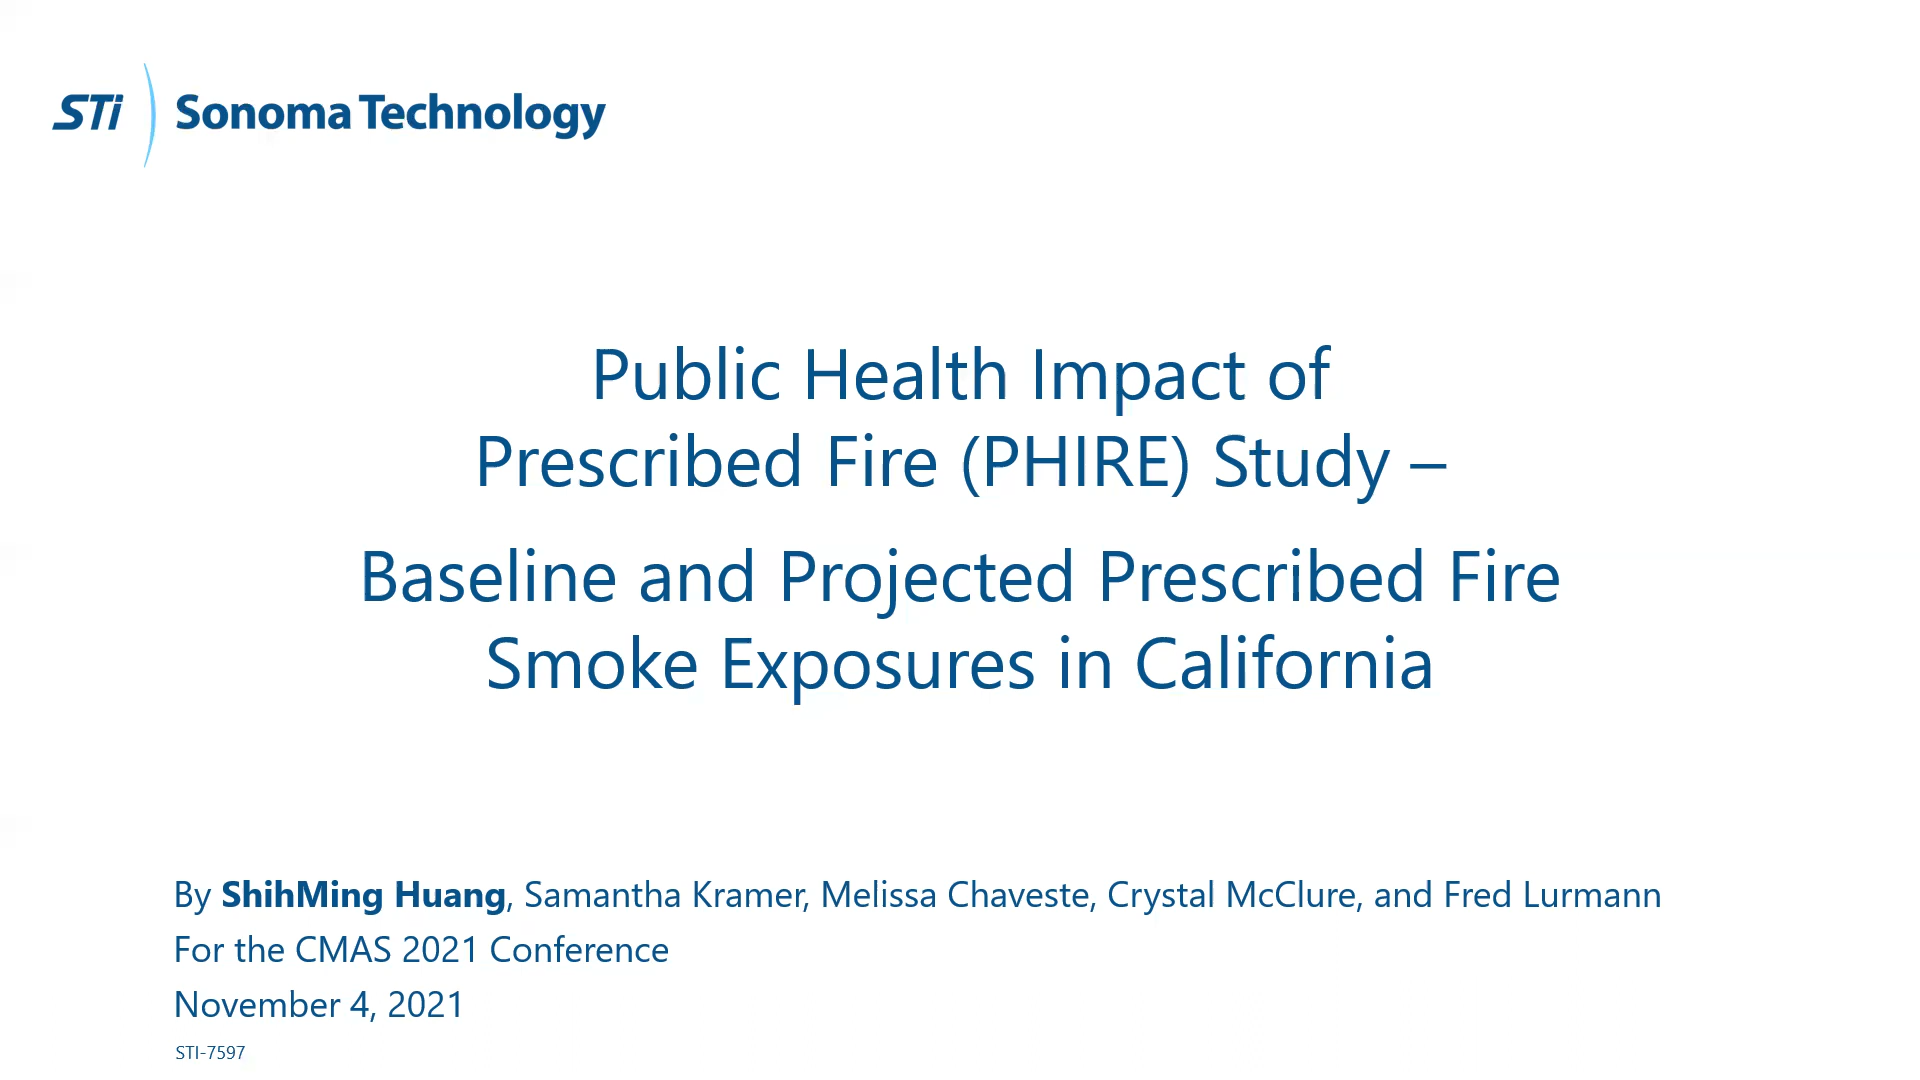 STi Sonoma Technology
Public Health Impact of
Prescribed Fire (PHIRE) Study –
Baseline and Projected Prescribed Fire
Smoke Exposures in California
By ShihMing Huang, Samantha Kramer, Melissa Chaveste, Crystal McClure, and Fred Lurmann
For the CMAS 2021 Conference
November 4, 2021
STI-7597